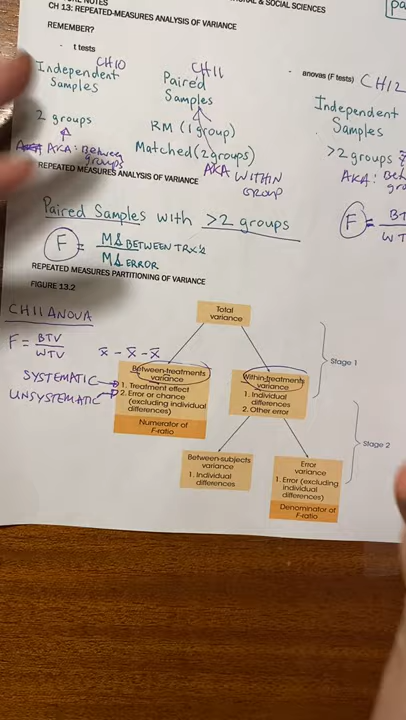 & SOCIAL SCIENCES
CH 13: REPEATED-MEASURES ANALYSIS OF VARIANCE
REMEMBER?
- t tests
CH10
Independent
Samples
2 groups
AKA: Between
groups
CH11
Paired
Samples
RM (1 group)
Matched (2 groups)
AKA WITHIN
GROUP
- anovas (F tests) CH12
Independent
Samples
>2 groups
AKA:
F =
REPEATED MEASURES ANALYSIS OF VARIANCE
Paired Samples with >2 groups
F = MS BETWEEN TRX's
MS ERROR
REPEATED MEASURES PARTITIONING OF VARIANCE
FIGURE 13.2
CH11 ANOVA
F = BTV
WTV
x̄ - x̄ - x̄
SYSTEMATIC
UNSYSTEMATIC
Total
variance
Between-treatments
variance
1. Treatment effect
2. Error or chance
(excluding individual
differences)
Numerator of
F-ratio
Within-treatments
variance
1. Individual
differences
2. Other error
Stage 1
Between-subjects
variance
1. Individual
differences
Error
variance
1. Error (excluding
individual
differences)
Denominator of
F-ratio
Stage 2